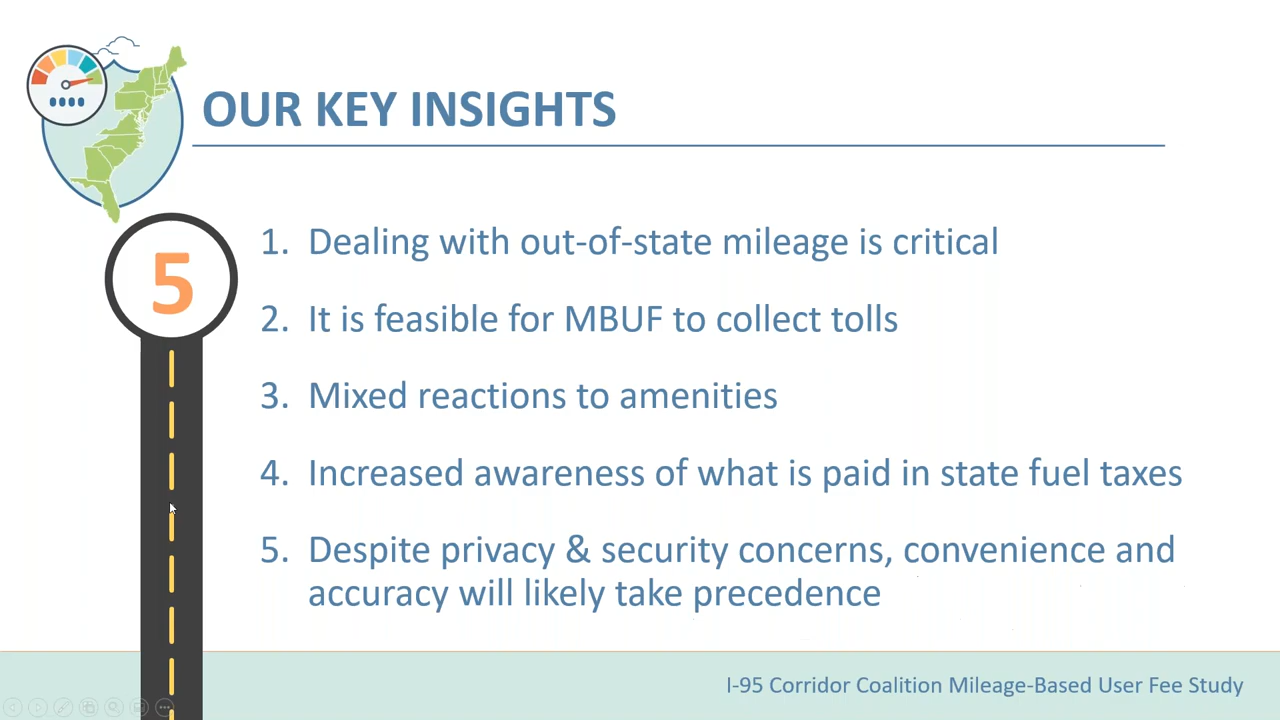 OUR KEY INSIGHTS
5
1. Dealing with out-of-state mileage is critical
2. It is feasible for MBUF to collect tolls
3. Mixed reactions to amenities
4. Increased awareness of what is paid in state fuel taxes
5. Despite privacy & security concerns, convenience and
accuracy will likely take precedence
I-95 Corridor Coalition Mileage-Based User Fee Study